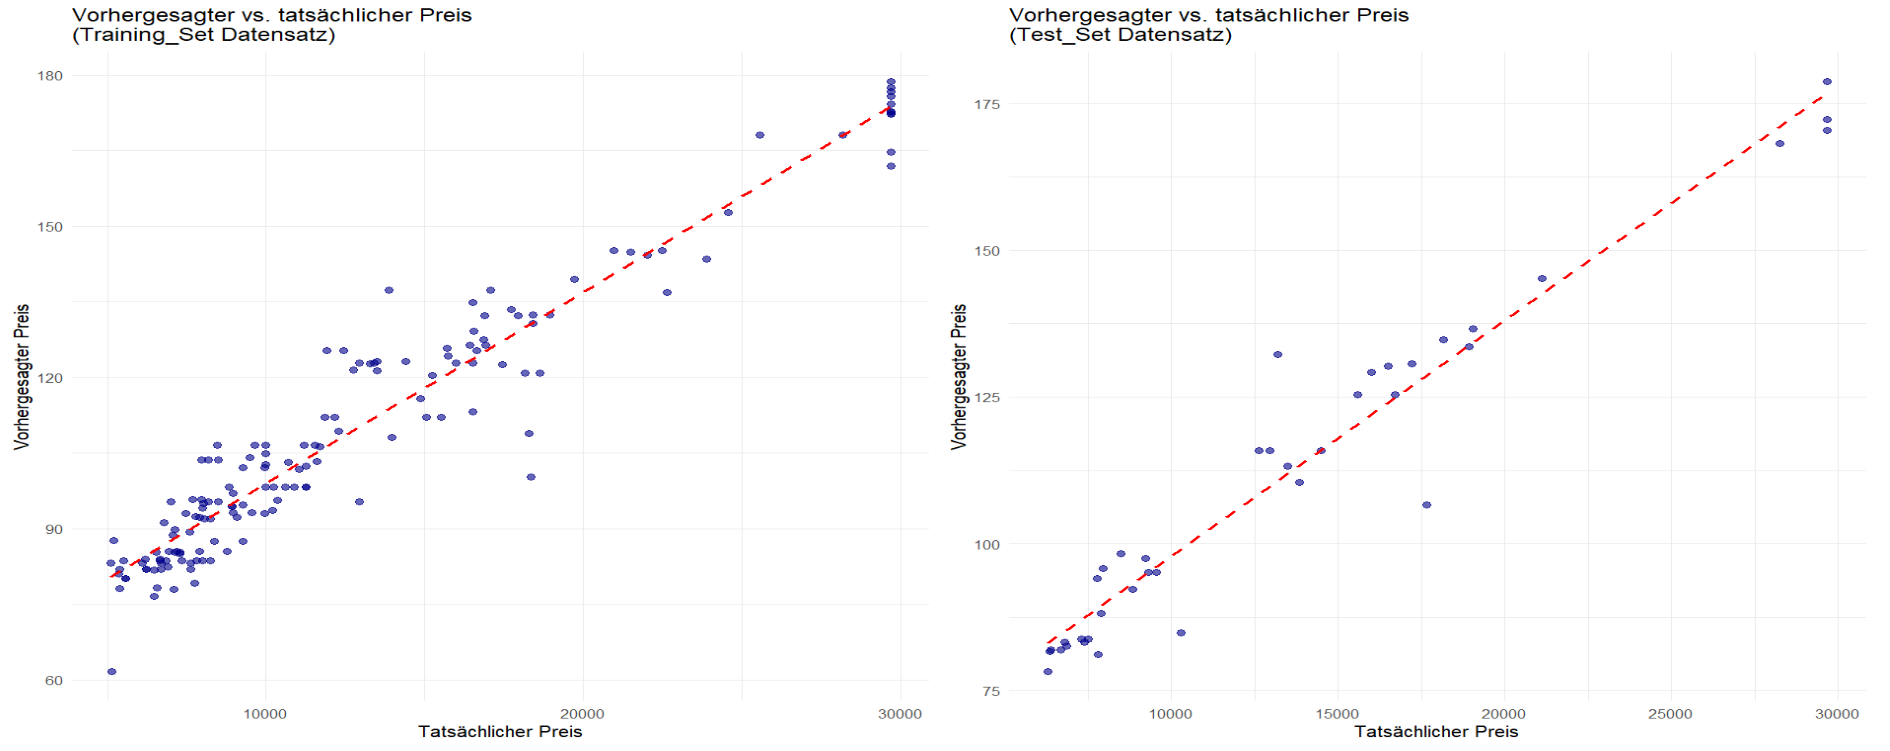 Vorhergesagter vs. tatsächlicher Preis
(Training_Set Datensatz)
180
150
120
90
60
Vorhergesagter Preis
10000
20000
30000
Tatsächlicher Preis
Vorhergesagter vs. tatsächlicher Preis
(Test_Set Datensatz)
175
150
125
100
75
Vorhergesagter Preis
10000
15000
20000
25000
30000
Tatsächlicher Preis